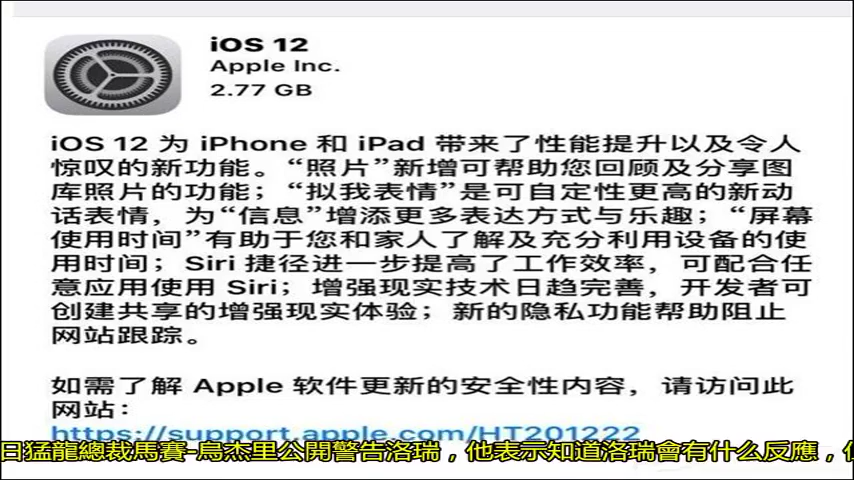 iOS 12
Apple Inc.
2.77 GB
iOS 12 为 iPhone 和 iPad 带来了性能提升以及令人
惊叹的新功能。“照片”新增可帮助您回顾及分享图
库照片的功能；“拟我表情”是可自定性更高的新动
话表情，为“信息”增添更多表达方式与乐趣；“屏幕
使用时间”有助于您和家人了解及充分利用设备的使
用时间；Siri 捷径进一步提高了工作效率，可配合任
意应用使用 Siri；增强现实技术日趋完善，开发者可
创建共享的增强现实体验；新的隐私功能帮助阻止
网站跟踪。
如需了解 Apple 软件更新的安全性内容，请访问此
网站：
https://support.apple.com/HT201222
日猛龍總裁馬賽-烏杰里公開警告洛瑞，他表示知道洛瑞會有什么反應，但